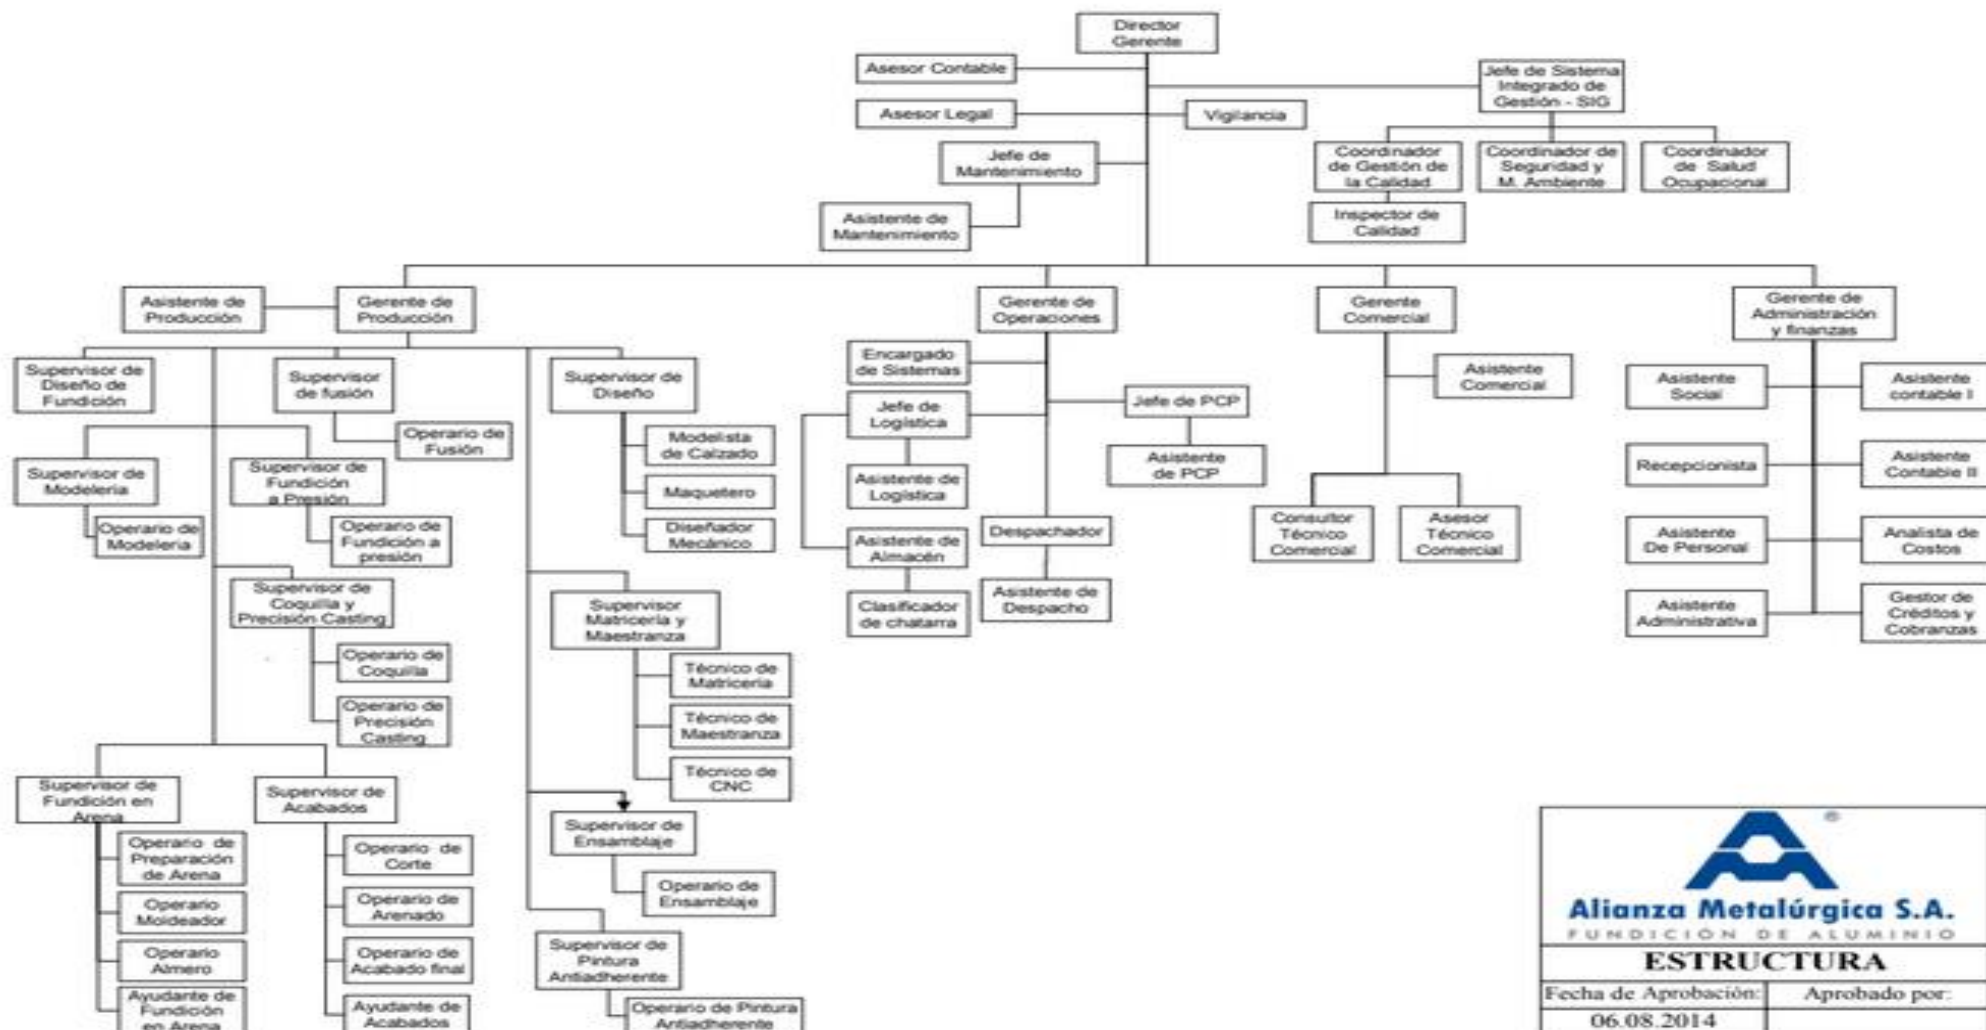 Director
Gerente
Asesor Contable
Jefe de Sistema
Integrado de
Gestión - SIG
Asesor Legal
Vigilancia
Jefe de
Mantenimiento
Coordinador
de Gestión de
la Calidad
Coordinador de
Seguridad y
M. Ambiente
Coordinador
de Salud
Ocupacional
Asistente de
Mantenimiento
Inspector de
Calidad
Asistente de
Producción
Gerente de
Producción
Gerente de
Operaciones
Gerente
Comercial
Gerente de
Administración
y finanzas
Supervisor de
Diseño de
Fundición
Supervisor
de fusión
Supervisor de
Diseño
Encargado
de Sistemas
Asistente
Comercial
Asistente
Social
Asistente
contable I
Jefe de
Logística
Jefe de PCP
Operario de
Fusión
Modelista
de Calzado
Supervisor de
Modelería
Supervisor de
Fundición
a Presión
Maquetero
Asistente de
Logística
Asistente
de PCP
Recepcionista
Asistente
Contable II
Operario de
Modelería
Operario de
Fundición a
presión
Diseñador
Mecánico
Asistente de
Almacén
Despachador
Consultor
Técnico
Comercial
Asesor
Técnico
Comercial
Asistente
De Personal
Analista de
Costos
Supervisor de
Coquilla y
Precisión Casting
Supervisor
Matricería y
Maestranza
Clasificador
de chatarra
Asistente de
Despacho
Asistente
Administrativa
Gestor de
Créditos y
Cobranzas
Operario de
Coquilla
Técnico de
Matricería
Operario de
Precisión
Casting
Técnico de
Maestranza
Técnico de
CNC
Supervisor de
Fundición en
Arena
Supervisor de
Acabados
Supervisor de
Ensamblaje
Operario de
Preparación
de Arena
Operario de
Corte
Operario de
Ensamblaje
Operario
Moldeador
Operario de
Arenado
Operario
Almero
Operario de
Acabado final
Supervisor de
Pintura
Antiadherente
Ayudante de
Fundición
en Arena
Ayudante de
Acabados
Operario de Pintura
Antiadherente
®
Alianza Metalúrgica S.A.
FUNDICIÓN DE ALUMINIO
ESTRUCTURA
Fecha de Aprobación:
Aprobado por:
06.08.2014